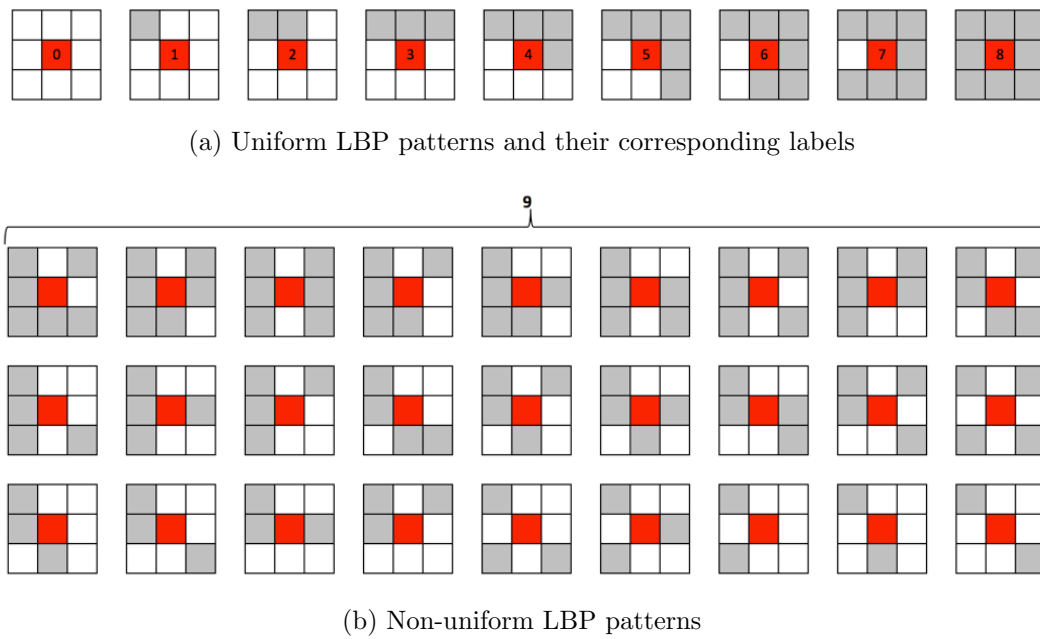 0 1 2 3 4 5 6 7 8
(a) Uniform LBP patterns and their corresponding labels
9
(b) Non-uniform LBP patterns